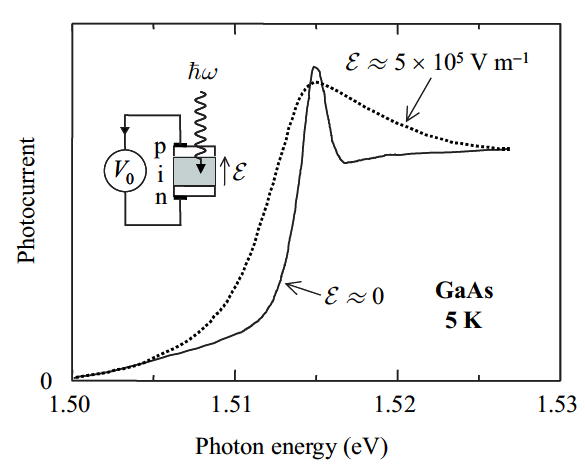 ħω
ℰ ≈ 5 × 10⁵ V m⁻¹
p
V₀
i
ℰ
n
Photocurrent
ℰ ≈ 0
GaAs
5 K
0
1.50 1.51 1.52 1.53
Photon energy (eV)